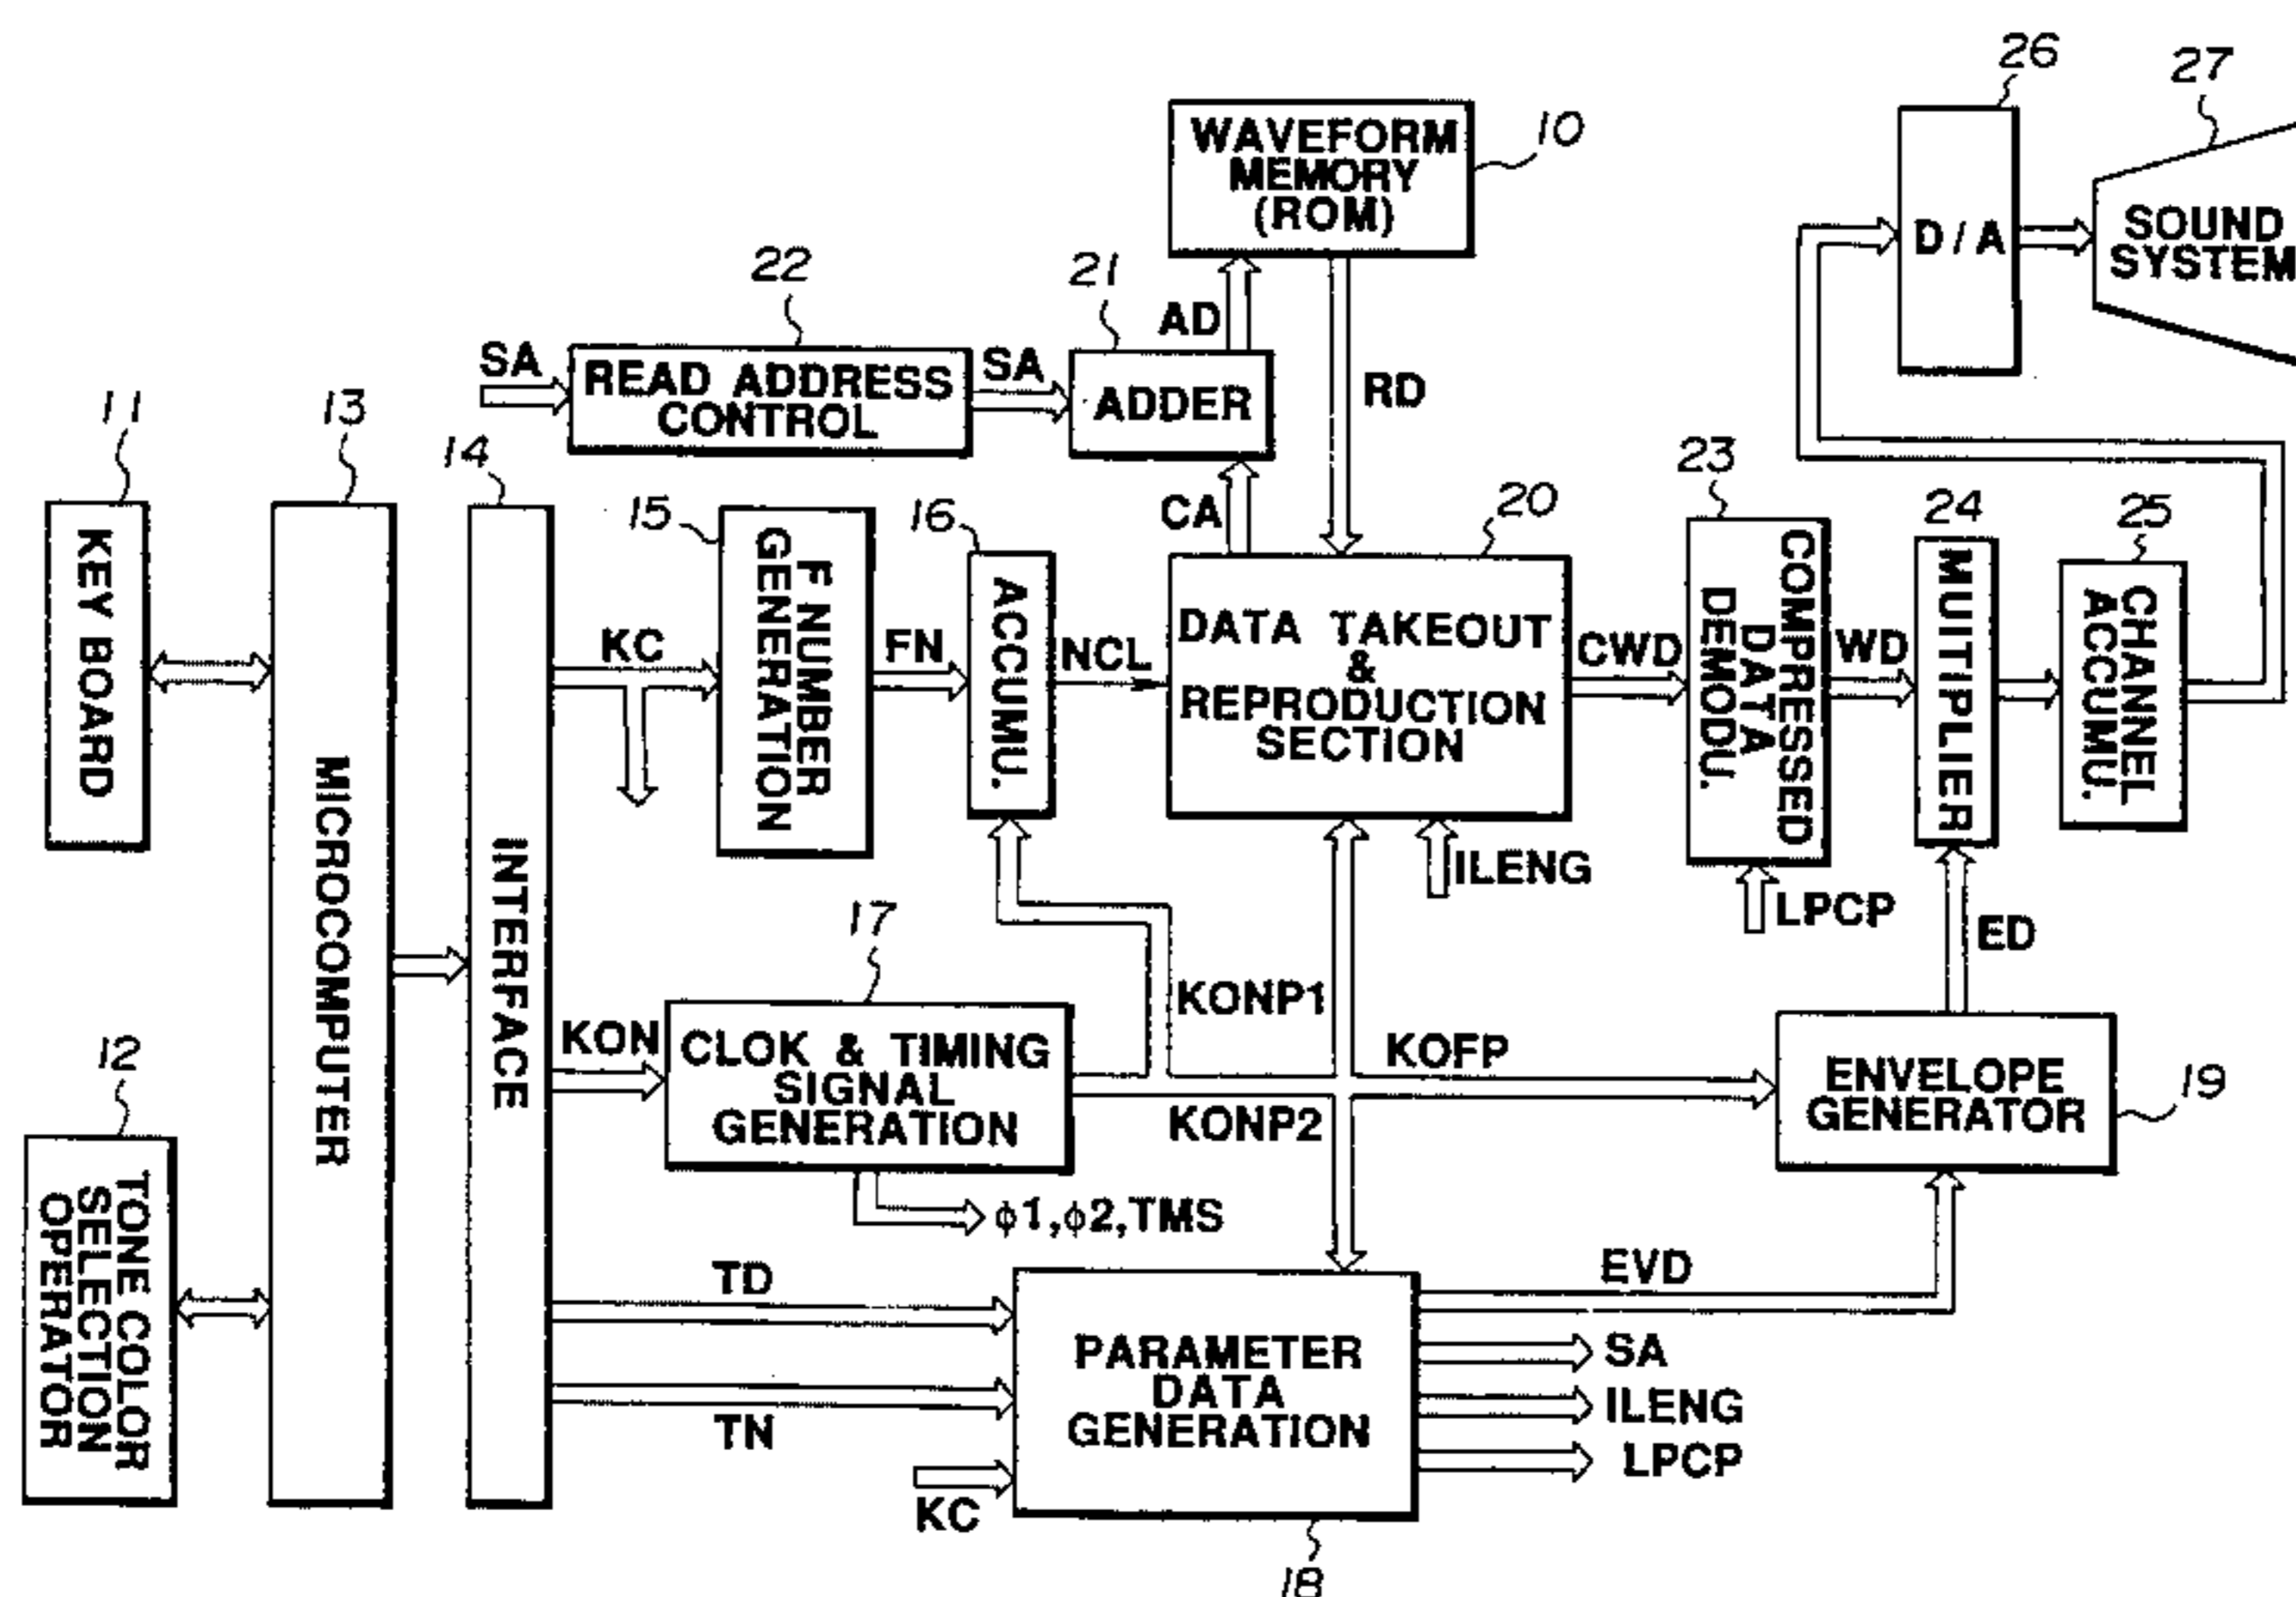 26
27
WAVEFORM
MEMORY
(ROM)
10
D/A
SOUND
SYSTEM
22
21
AD
RD
SA
READ ADDRESS
CONTROL
SA
ADDER
11
13
14
CA
15
16
20
23
24
25
KEY BOARD
MICROCOMPUTER
INTERFACE
KC
F NUMBER
GENERATION
FN
ACCUMU.
NCL
DATA TAKEOUT
&
REPRODUCTION
SECTION
CWD
COMPRESSED
DATA
DEMODU.
WD
MUITIPLIER
CHANNEL
ACCUMU.
ILENG
LPCP
ED
17
KONP1
12
KON
CLOK & TIMING
SIGNAL
GENERATION
KOFP
KONP2
ENVELOPE
GENERATOR
19
TONE COLOR
SELECTION
OPERATOR
ϕ1,ϕ2,TMS
TD
EVD
PARAMETER
DATA
GENERATION
SA
ILENG
LPCP
TN
KC
18